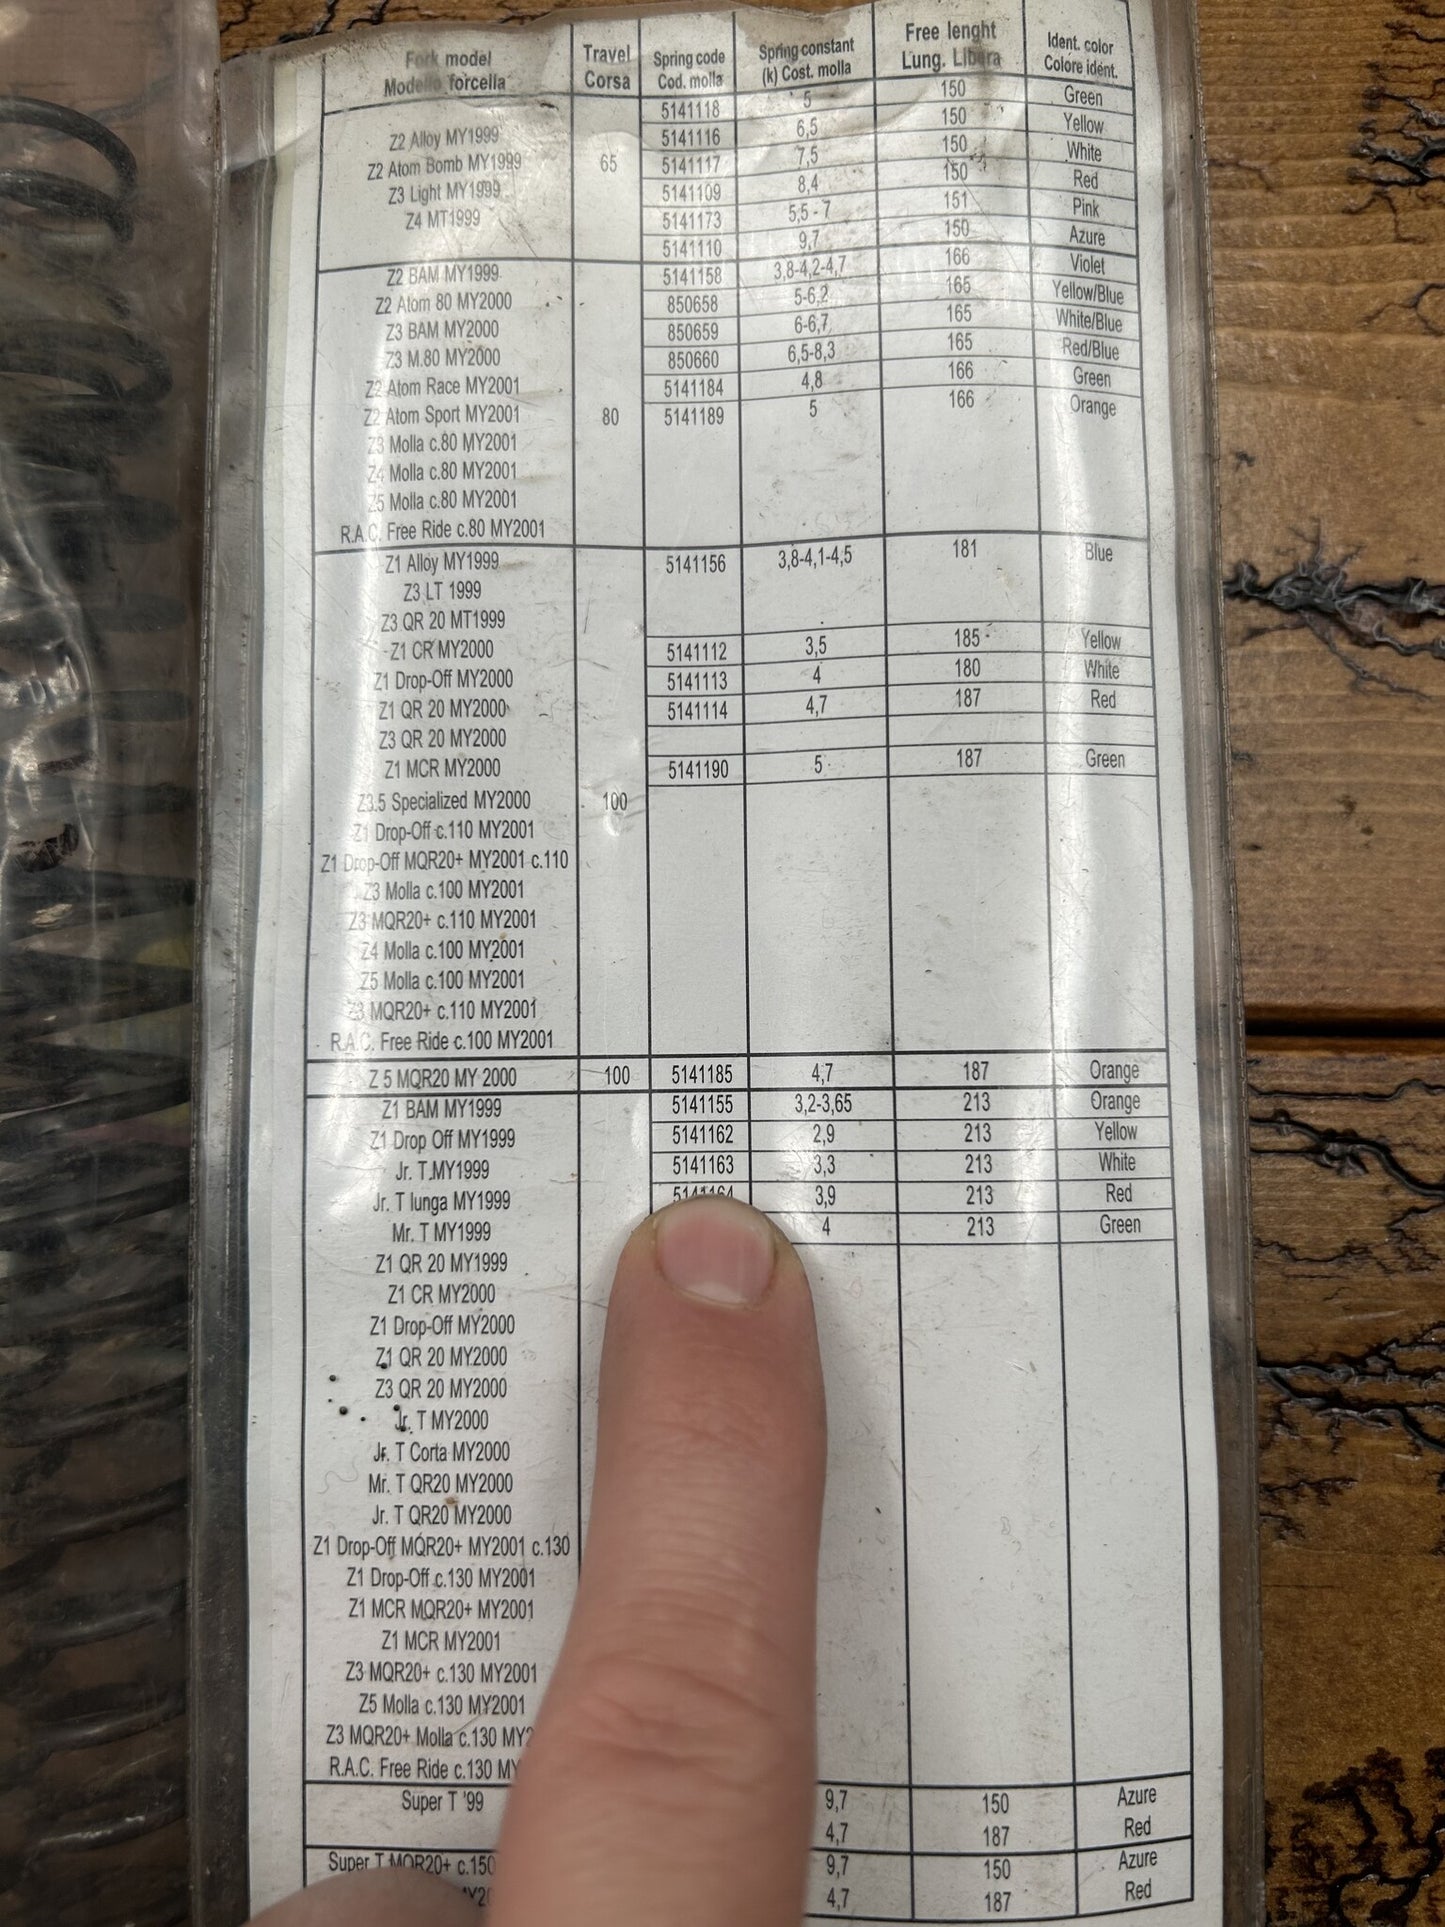 Fork model Travel Spring code Spring constant Free lenght Ident. color
Modello forcella Corsa Cod. molla (k) Cost. molla Lung. Libera Colore ident.
5141118 5 150 Green
Z2 Alloy MY1999 5141116 6,5 150 Yellow
Z2 Atom Bomb MY1999 65 5141117 7,5 150 White
Z3 Light MY1999 5141109 8,4 150 Red
Z4 MT1999 5141173 5,5 - 7 151 Pink
5141110 9,7 150 Azure
Z2 BAM MY1999 5141158 3,8-4,2-4,7 166 Violet
Z2 Atom 80 MY2000 850658 5-6,2 165 Yellow/Blue
Z3 BAM MY2000 850659 6-6,7 165 White/Blue
Z3 M.80 MY2000 850660 6,5-8,3 165 Red/Blue
Z2 Atom Race MY2001 5141184 4,8 166 Green
Z2 Atom Sport MY2001 80 5141189 5 166 Orange
Z3 Molla c.80 MY2001
Z4 Molla c.80 MY2001
Z5 Molla c.80 MY2001
R.A.C. Free Ride c.80 MY2001
Z1 Alloy MY1999 5141156 3,8-4,1-4,5 181 Blue
Z3 LT 1999
Z3 QR 20 MT1999
Z1 CR MY2000 5141112 3,5 185 Yellow
Z1 Drop-Off MY2000 5141113 4 180 White
Z1 QR 20 MY2000 5141114 4,7 187 Red
Z3 QR 20 MY2000
Z1 MCR MY2000 5141190 5 187 Green
Z3.5 Specialized MY2000 100
Z1 Drop-Off c.110 MY2001
Z1 Drop-Off MQR20+ MY2001 c.110
Z3 Molla c.100 MY2001
Z3 MQR20+ c.110 MY2001
Z4 Molla c.100 MY2001
Z5 Molla c.100 MY2001
Z3 MQR20+ c.110 MY2001
R.A.C. Free Ride c.100 MY2001
Z 5 MQR20 MY 2000 100 5141185 4,7 187 Orange
Z1 BAM MY1999 5141155 3,2-3,65 213 Orange
Z1 Drop Off MY1999 5141162 2,9 213 Yellow
Jr. T MY1999 5141163 3,3 213 White
Jr. T lunga MY1999 5141164 3,9 213 Red
Mr. T MY1999 4 213 Green
Z1 QR 20 MY1999
Z1 CR MY2000
Z1 Drop-Off MY2000
Z1 QR 20 MY2000
Z3 QR 20 MY2000
Jr. T MY2000
Jr. T Corta MY2000
Mr. T QR20 MY2000
Jr. T QR20 MY2000
Z1 Drop-Off MQR20+ MY2001 c.130
Z1 Drop-Off c.130 MY2001
Z1 MCR MQR20+ MY2001
Z1 MCR MY2001
Z3 MQR20+ c.130 MY2001
Z5 Molla c.130 MY2001
Z3 MQR20+ Molla c.130 MY2
R.A.C. Free Ride c.130 MY
Super T '99 9,7 150 Azure
4,7 187 Red
Super T MQR20+ c.150 9,7 150 Azure
4,7 187 Red